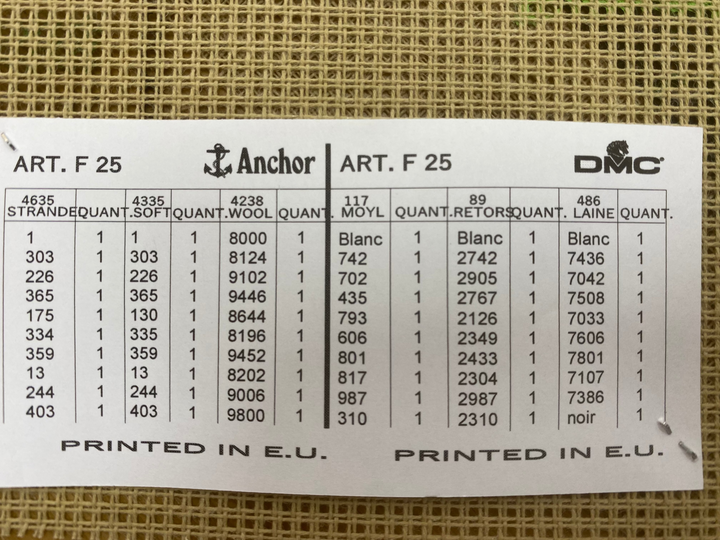 ART. F 25 Anchor ART. F 25 DMC
4635 4335 4238 117 89 486
STRANDED QUANT. SOFT QUANT. WOOL QUANT. MOYL QUANT. RETORS QUANT. LAINE QUANT.
1 1 1 1 8000 1 Blanc 1 Blanc 1 Blanc 1
303 1 303 1 8124 1 742 1 2742 1 7436 1
226 1 226 1 9102 1 702 1 2905 1 7042 1
365 1 365 1 9446 1 435 1 2767 1 7508 1
175 1 130 1 8644 1 793 1 2126 1 7033 1
334 1 335 1 8196 1 606 1 2349 1 7606 1
359 1 359 1 9452 1 801 1 2433 1 7801 1
13 1 13 1 8202 1 817 1 2304 1 7107 1
244 1 244 1 9006 1 987 1 2987 1 7386 1
403 1 403 1 9800 1 310 1 2310 1 noir 1
PRINTED IN E.U. PRINTED IN E.U.